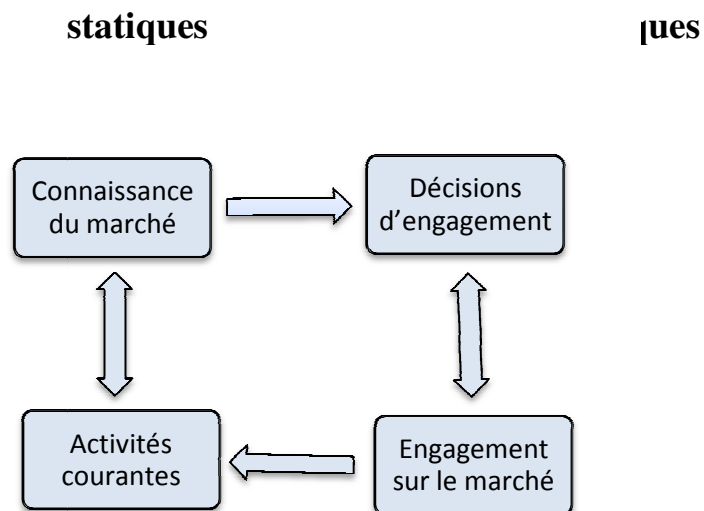 statiques
Connaissance
du marché
Décisions
d'engagement
Activités
courantes
Engagement
sur le marché